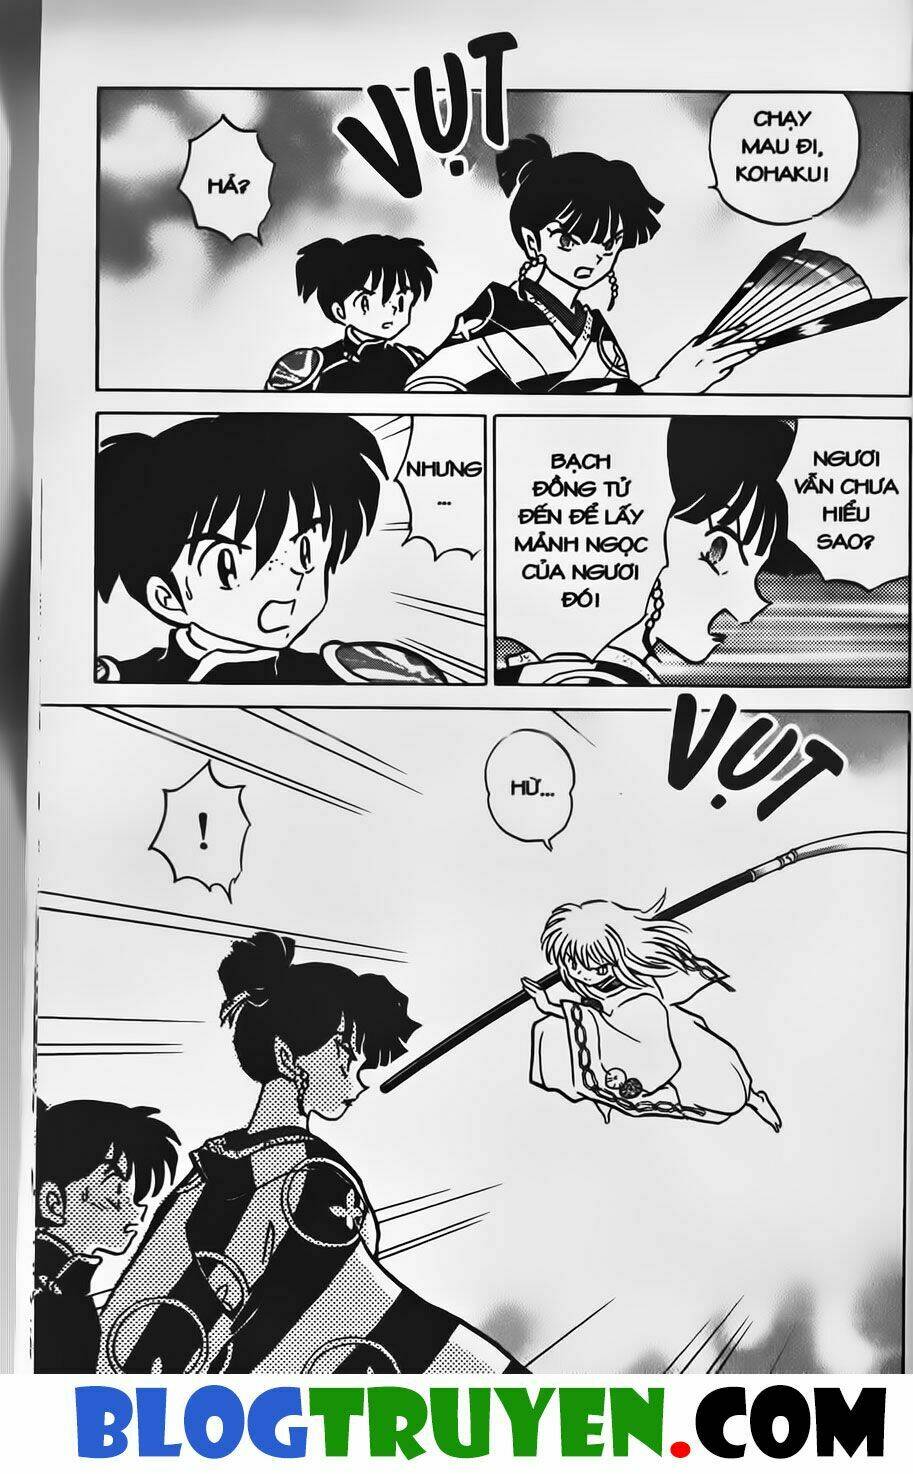 CHẠY
MAU ĐI,
KOHAKU!
VỤT
HẢ?
NGƯƠI
VẪN CHƯA
HIỂU
SAO?
BẠCH
ĐỒNG TỬ
ĐẾN ĐỂ LẤY
MẢNH NGỌC
CỦA NGƯƠI
ĐÓ!
NHƯNG
...
VỤT
HỪ...
!
BLOGTRUYEN.COM